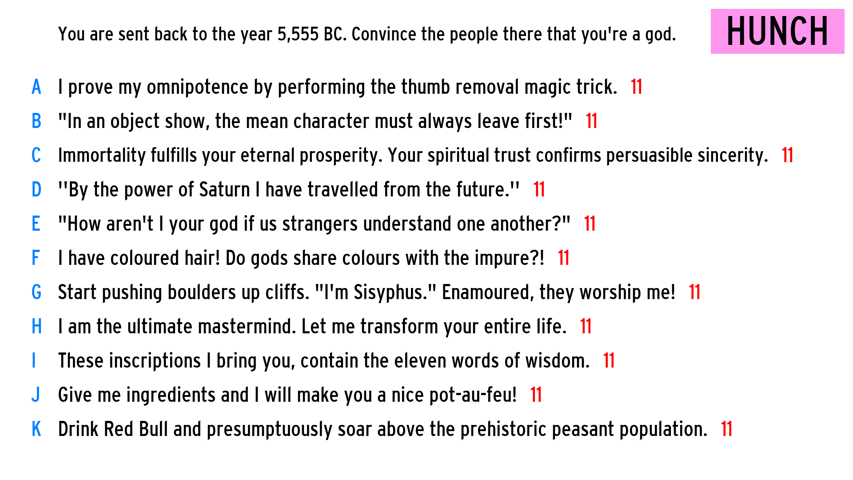 You are sent back to the year 5,555 BC. Convince the people there that you're a god.
HUNCH
A I prove my omnipotence by performing the thumb removal magic trick. 11
B "In an object show, the mean character must always leave first!" 11
C Immortality fulfills your eternal prosperity. Your spiritual trust confirms persuasible sincerity. 11
D ''By the power of Saturn I have travelled from the future.'' 11
E "How aren't I your god if us strangers understand one another?" 11
F I have coloured hair! Do gods share colours with the impure?! 11
G Start pushing boulders up cliffs. "I'm Sisyphus." Enamoured, they worship me! 11
H I am the ultimate mastermind. Let me transform your entire life. 11
I These inscriptions I bring you, contain the eleven words of wisdom. 11
J Give me ingredients and I will make you a nice pot-au-feu! 11
K Drink Red Bull and presumptuously soar above the prehistoric peasant population. 11